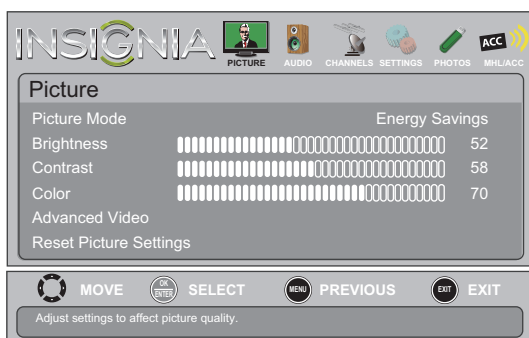 INSIGNIA
PICTURE AUDIO CHANNELS SETTINGS PHOTOS ACC MHL/ACC
Picture
Picture Mode Energy Savings
Brightness 52
Contrast 58
Color 70
Advanced Video
Reset Picture Settings
MOVE OK ENTER SELECT MENU PREVIOUS EXIT EXIT
Adjust settings to affect picture quality.